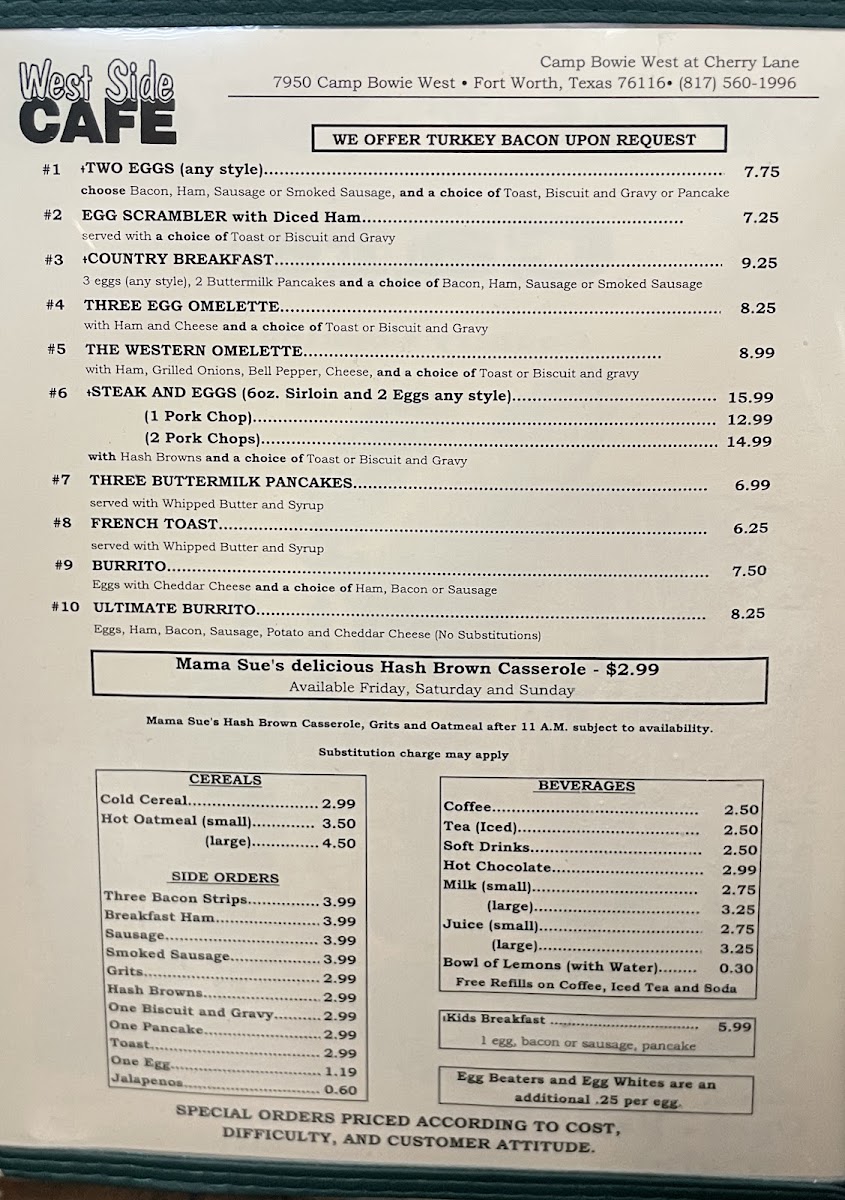 West Side
CAFE
Camp Bowie West at Cherry Lane
7950 Camp Bowie West • Fort Worth, Texas 76116• (817) 560-1996
WE OFFER TURKEY BACON UPON REQUEST
#1 ƚTWO EGGS (any style)........ 7.75
choose Bacon, Ham, Sausage or Smoked Sausage, and a choice of Toast, Biscuit and Gravy or Pancake
#2 EGG SCRAMBLER with Diced Ham........ 7.25
served with a choice of Toast or Biscuit and Gravy
#3 ƚCOUNTRY BREAKFAST........ 9.25
3 eggs (any style), 2 Buttermilk Pancakes and a choice of Bacon, Ham, Sausage or Smoked Sausage
#4 THREE EGG OMELETTE........ 8.25
with Ham and Cheese and a choice of Toast or Biscuit and Gravy
#5 THE WESTERN OMELETTE........ 8.99
with Ham, Grilled Onions, Bell Pepper, Cheese, and a choice of Toast or Biscuit and gravy
#6 ƚSTEAK AND EGGS (6oz. Sirloin and 2 Eggs any style)........ 15.99
(1 Pork Chop)........ 12.99
(2 Pork Chops)........ 14.99
with Hash Browns and a choice of Toast or Biscuit and Gravy
#7 THREE BUTTERMILK PANCAKES........ 6.99
served with Whipped Butter and Syrup
#8 FRENCH TOAST........ 6.25
served with Whipped Butter and Syrup
#9 BURRITO........ 7.50
Eggs with Cheddar Cheese and a choice of Ham, Bacon or Sausage
#10 ULTIMATE BURRITO........ 8.25
Eggs, Ham, Bacon, Sausage, Potato and Cheddar Cheese (No Substitutions)
Mama Sue's delicious Hash Brown Casserole - $2.99
Available Friday, Saturday and Sunday
Mama Sue's Hash Brown Casserole, Grits and Oatmeal after 11 A.M. subject to availability.
Substitution charge may apply
CEREALS
Cold Cereal........ 2.99
Hot Oatmeal (small)........ 3.50
(large)........ 4.50
SIDE ORDERS
Three Bacon Strips........ 3.99
Breakfast Ham........ 3.99
Sausage........ 3.99
Smoked Sausage........ 3.99
Grits........ 2.99
Hash Browns........ 2.99
One Biscuit and Gravy........ 2.99
One Pancake........ 2.99
Toast........ 2.99
One Egg........ 1.19
Jalapenos........ 0.60
BEVERAGES
Coffee........ 2.50
Tea (Iced)........ 2.50
Soft Drinks........ 2.50
Hot Chocolate........ 2.99
Milk (small)........ 2.75
(large)........ 3.25
Juice (small)........ 2.75
(large)........ 3.25
Bowl of Lemons (with Water)........ 0.30
Free Refills on Coffee, Iced Tea and Soda
ƚKids Breakfast ........ 5.99
1 egg, bacon or sausage, pancake
Egg Beaters and Egg Whites are an
additional .25 per egg.
SPECIAL ORDERS PRICED ACCORDING TO COST,
DIFFICULTY, AND CUSTOMER ATTITUDE.